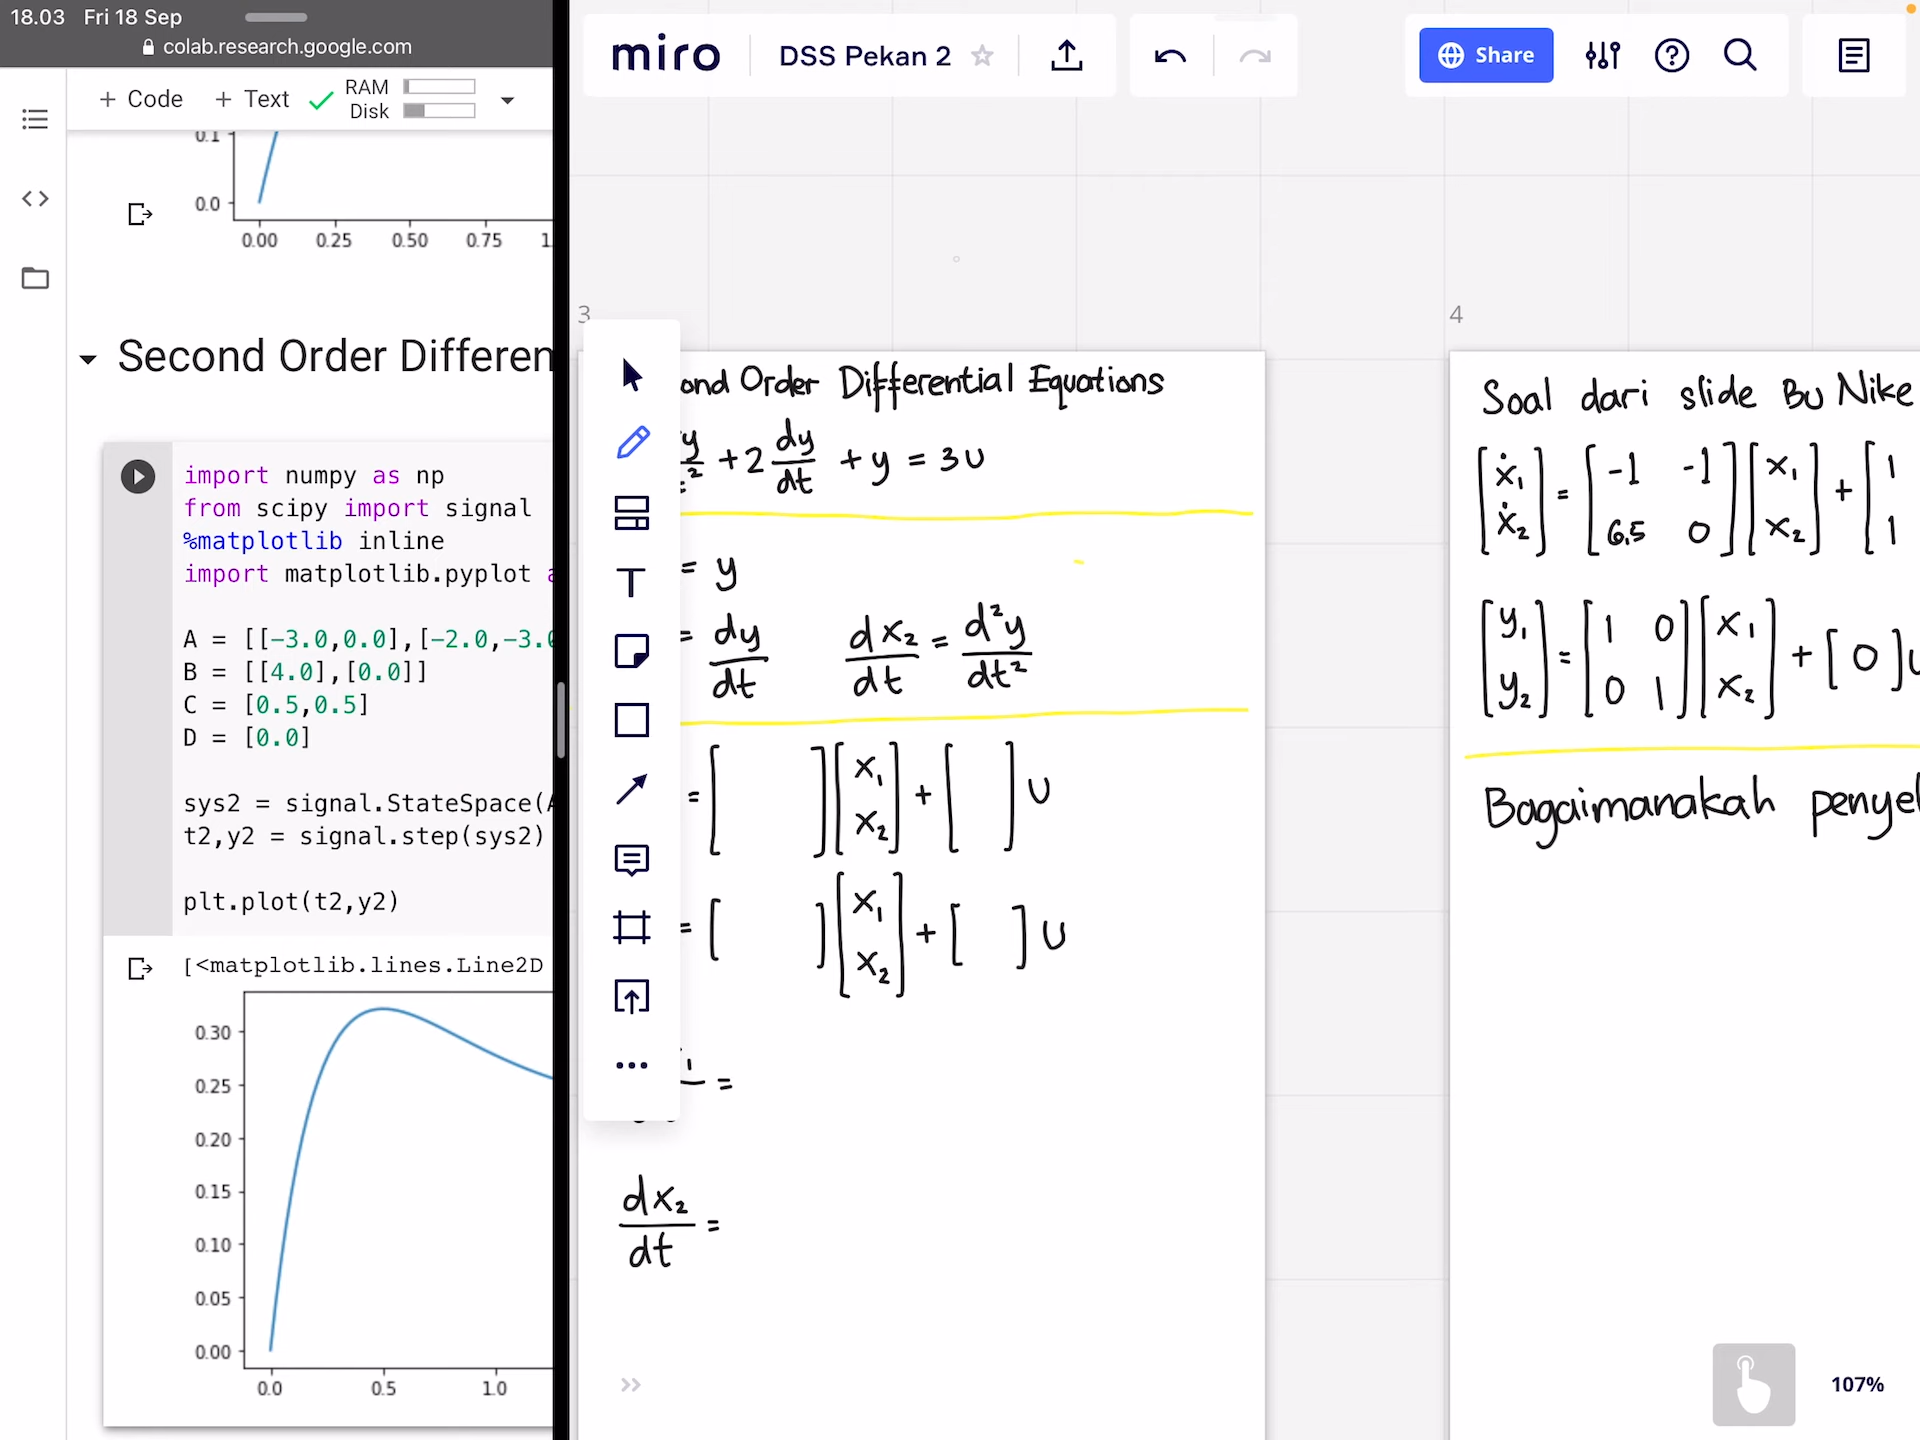 18.03 Fri 18 Sep
colab.research.google.com
+ Code + Text RAM
Disk
0.1
0.0
0.00 0.25 0.50 0.75 1.
Second Order Differen
import numpy as np
from scipy import signal
%matplotlib inline
import matplotlib.pyplot a
A = [[-3.0,0.0],[-2.0,-3.0
B = [[4.0],[0.0]]
C = [0.5,0.5]
D = [0.0]
sys2 = signal.StateSpace(A
t2,y2 = signal.step(sys2)
plt.plot(t2,y2)
[<matplotlib.lines.Line2D
0.30
0.25
0.20
0.15
0.10
0.05
0.00
0.0 0.5 1.0
miro DSS Pekan 2 Share
3
ond Order Differential Equations
y/t² + 2 dy/dt + y = 3u
= y
= dy/dt dx₂/dt = d²y/dt²
= [ ] [x₁ x₂] + [ ] u
= [ ] [x₁ x₂] + [ ] u
1 =
dx₂/dt =
4
Soal dari slide Bu Nike
[ẋ₁ ẋ₂] = [-1 -1 6,5 0] [x₁ x₂] + [1 1
[y₁ y₂] = [1 0 0 1] [x₁ x₂] + [0] u
Bagaimanakah penyel
107%